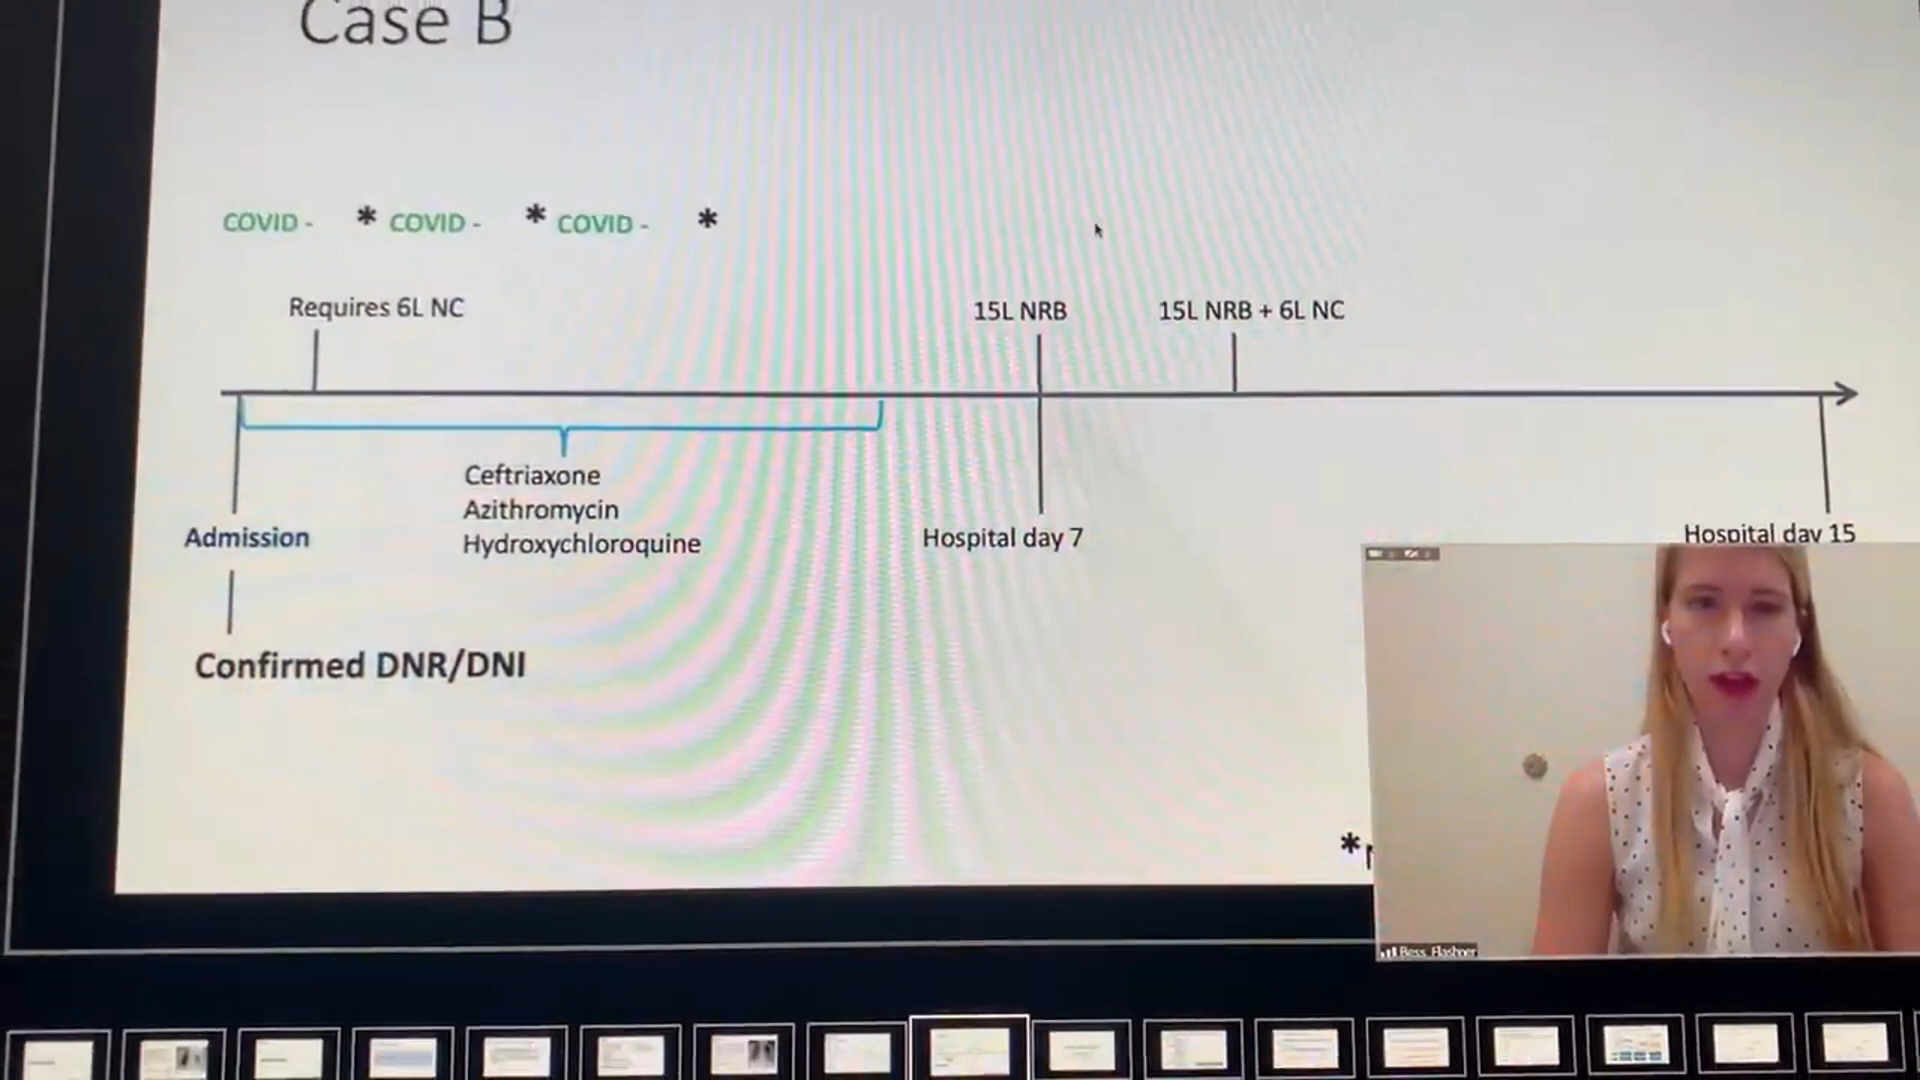 Case B
COVID - * COVID - * COVID - *
Requires 6L NC
15L NRB
15L NRB + 6L NC
Ceftriaxone
Azithromycin
Hydroxychloroquine
Admission
Hospital day 7
Hospital day 15
Confirmed DNR/DNI
*
Bess_Flashner